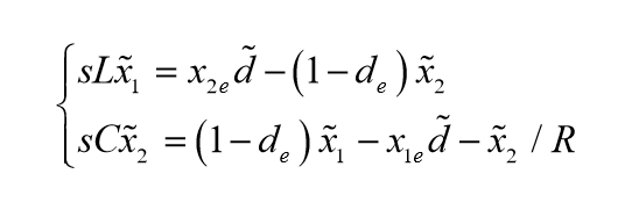 sLx̃₁ = x₂ₑd̃ − (1 − dₑ) x̃₂
sCx̃₂ = (1 − dₑ) x̃₁ − x₁ₑd̃ − x̃₂ / R